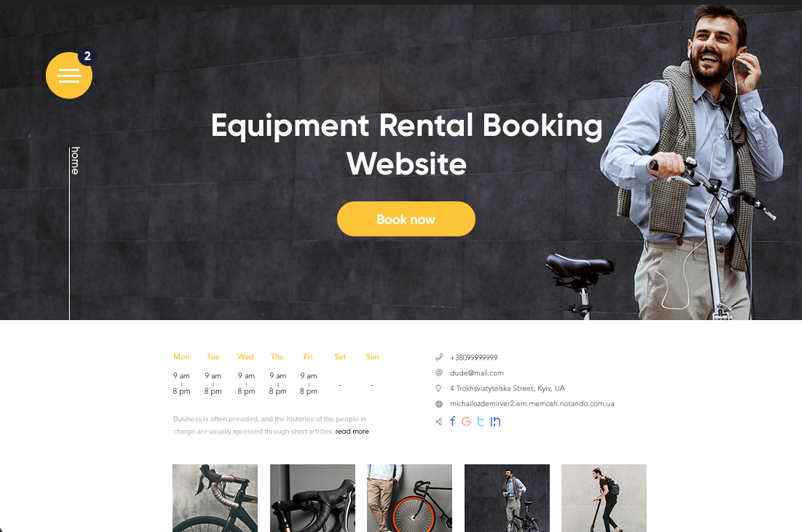 2
home
Equipment Rental Booking
Website
Book now
Mon Tue Wed Thu Fri Sat Sun
9 am 9 am 9 am 9 am 9 am
8 pm 8 pm 8 pm 8 pm 8 pm
+38099999999
dude@mail.com
4 Trokhsviatytelska Street, Kyiv, UA
michailozdemirver2.em.memosh.notando.com.ua
Business is often provided, and the histories of the people in
charge are usually apressed through short articles. read more